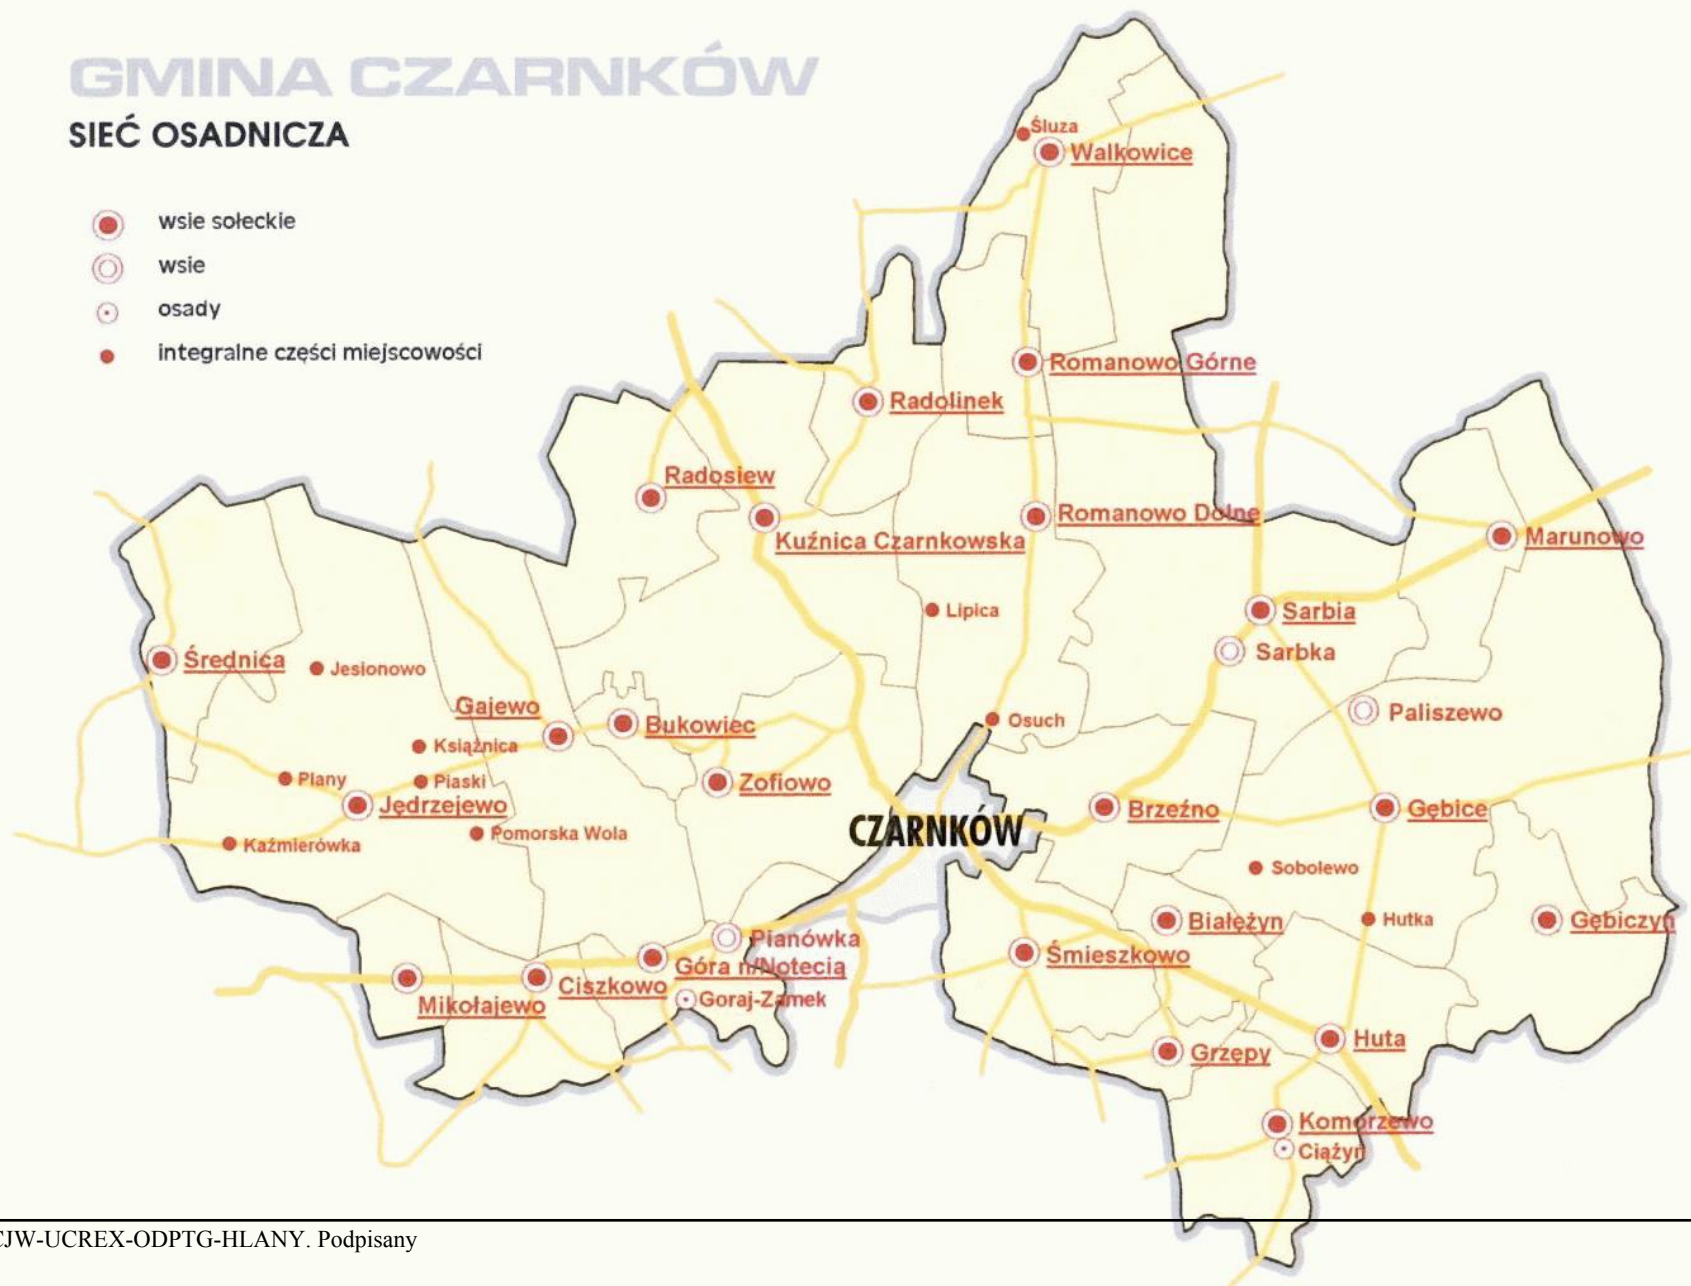 GMINA CZARNKÓW
SIEĆ OSADNICZA
wsie sołeckie
wsie
osady
integralne części miejscowości
Śluza
Walkowice
Romanowo Górne
Radolinek
Radosiew
Kuźnica Czarnkowska
Romanowo Dolne
Marunowo
Lipica
Sarbia
Sarbka
Średnica
Jesionowo
Gajewo
Bukowiec
Osuch
Paliszewo
Książnica
Plany
Piaski
Zofiowo
Jędrzejewo
Brzeźno
Gębice
CZARNKÓW
Kaźmierówka
Pomorska Wola
Sobolewo
Białężyn
Hutka
Gębiczyn
Pianówka
Góra n/Notecią
Śmieszkowo
Mikołajewo
Ciszkowo
Goraj-Zamek
Grzępy
Huta
Komorzewo
Ciążyń
CJW-UCREX-ODPTG-HLANY. Podpisany